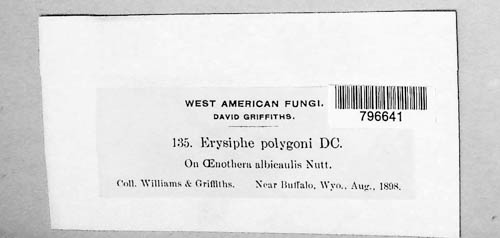 WEST AMERICAN FUNGI.
DAVID GRIFFITHS.
796641
135. Erysiphe polygoni DC.
On Œnothera albicaulis Nutt.
Coll. Williams & Griffiths. Near Buffalo, Wyo., Aug., 1898.